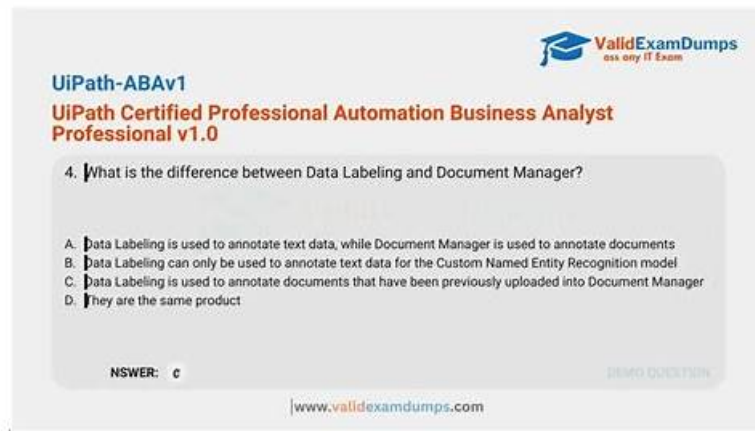 ValidExamDumps
ass any IT Exam
UiPath-ABAv1
UiPath Certified Professional Automation Business Analyst
Professional v1.0
4. What is the difference between Data Labeling and Document Manager?
A. Data Labeling is used to annotate text data, while Document Manager is used to annotate documents
B. Data Labeling can only be used to annotate text data for the Custom Named Entity Recognition model
C. Data Labeling is used to annotate documents that have been previously uploaded into Document Manager
D. They are the same product
NSWER: C
DEMO QUESTION
www.validexamdumps.com